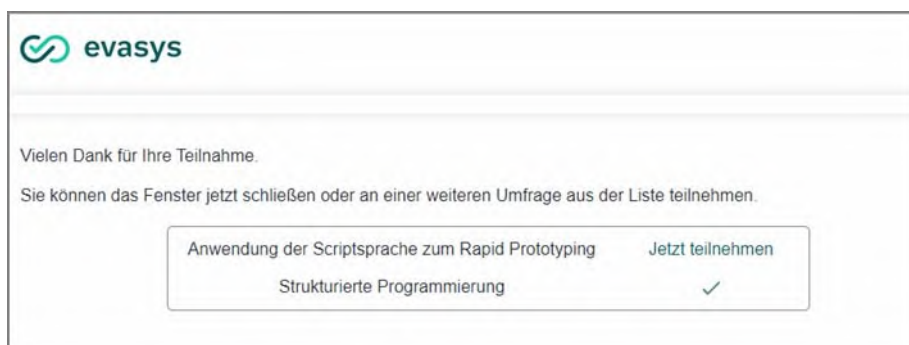 evasys
Vielen Dank für Ihre Teilnahme.
Sie können das Fenster jetzt schließen oder an einer weiteren Umfrage aus der Liste teilnehmen.
Anwendung der Scriptsprache zum Rapid Prototyping Jetzt teilnehmen
Strukturierte Programmierung ✓